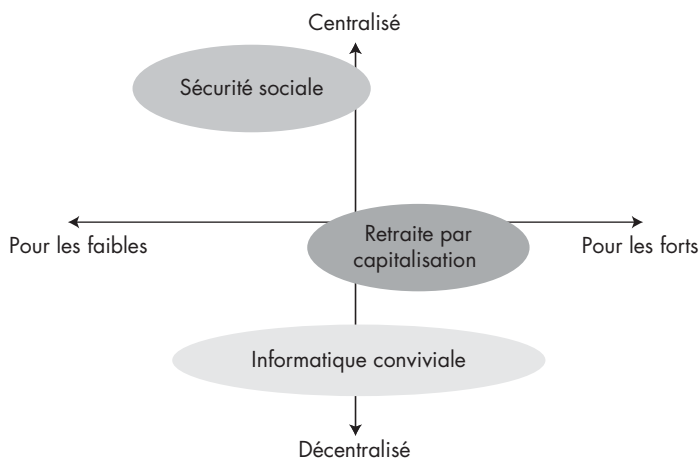 Centralisé
Sécurité sociale
Pour les faibles
Retraite par
capitalisation
Pour les forts
Informatique conviviale
Décentralisé